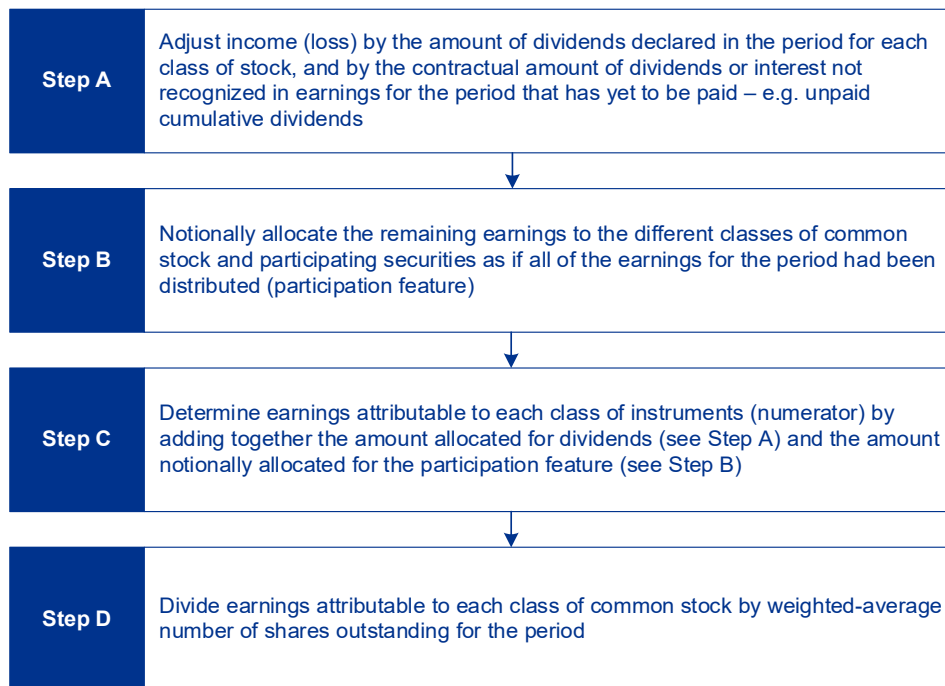 Step A
Adjust income (loss) by the amount of dividends declared in the period for each
class of stock, and by the contractual amount of dividends or interest not
recognized in earnings for the period that has yet to be paid – e.g. unpaid
cumulative dividends
Step B
Notionally allocate the remaining earnings to the different classes of common
stock and participating securities as if all of the earnings for the period had been
distributed (participation feature)
Step C
Determine earnings attributable to each class of instruments (numerator) by
adding together the amount allocated for dividends (see Step A) and the amount
notionally allocated for the participation feature (see Step B)
Step D
Divide earnings attributable to each class of common stock by weighted-average
number of shares outstanding for the period